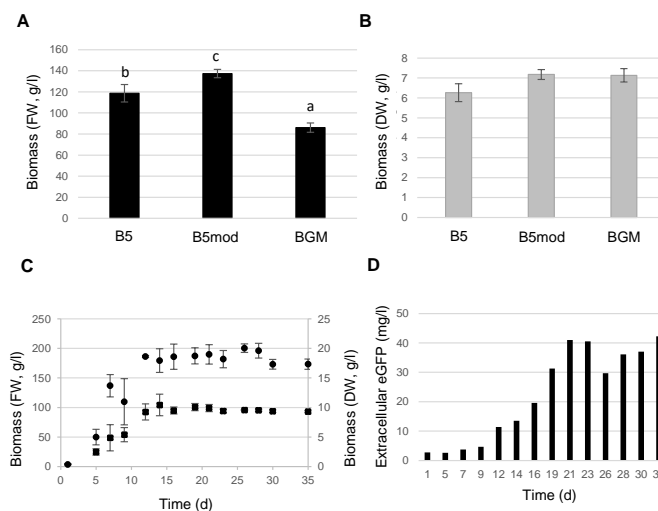 A
Biomass (FW, g/l)
160
140
120
100
80
60
40
20
0
b
c
a
B5
B5mod
BGM
B
Biomass (DW, g/l)
8
7
6
5
4
3
2
1
0
B5
B5mod
BGM
C
Biomass (FW, g/l)
250
200
150
100
50
0
0 5 10 15 20 25 30 35
Time (d)
25
20
15
10
5
0
Biomass (DW, g/l)
D
Extracellular eGFP (mg/l)
50
40
30
20
10
0
1 5 7 9 12 14 16 19 21 23 26 28 30
Time (d)